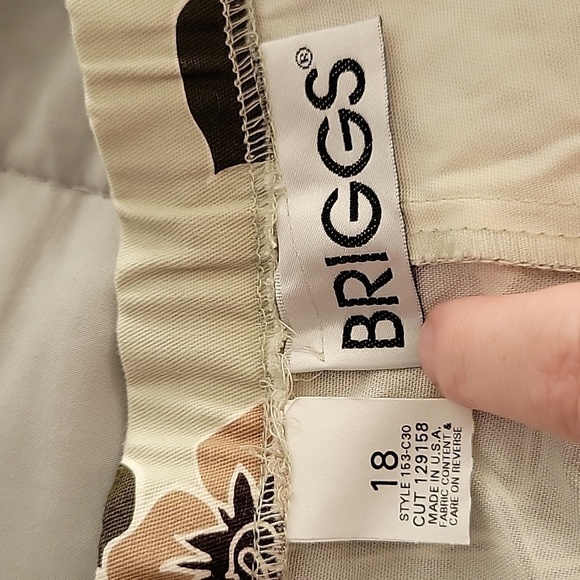 BRIGGS®
18
STYLE 153-C30
CUT 129158
MADE IN U.S.A.
FABRIC CONTENT &
CARE ON REVERSE